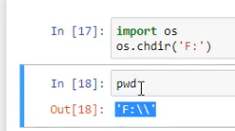 In [17]: import os
os.chdir('F:')
In [18]: pwd
Out[18]: 'F:\\'